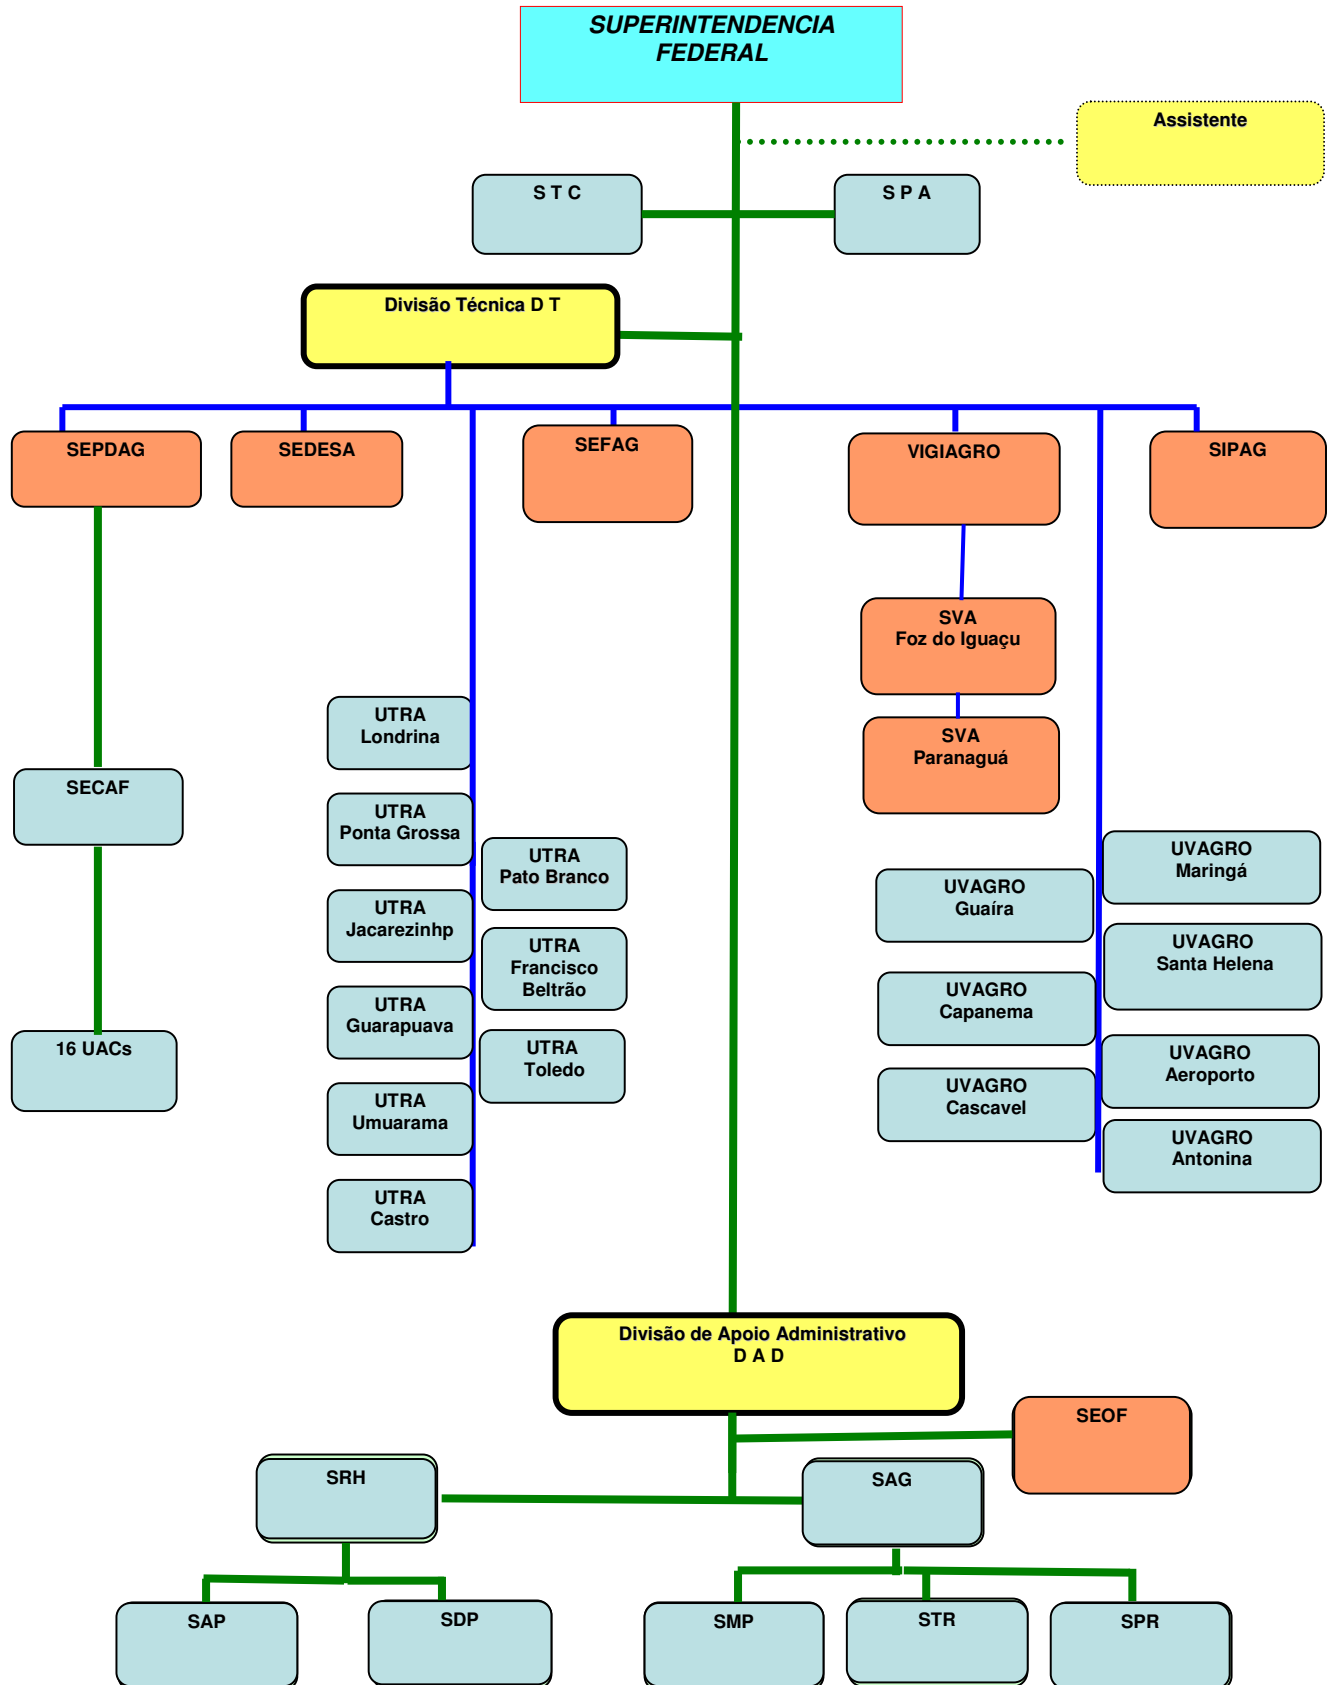 SUPERINTENDENCIA
FEDERAL
Assistente
S T C
S P A
Divisão Técnica D T
SEPDAG
SEDESA
SEFAG
VIGIAGRO
SIPAG
SVA
Foz do Iguaçu
SVA
Paranaguá
SECAF
16 UACs
UTRA
Londrina
UTRA
Ponta Grossa
UTRA
Jacarezinhp
UTRA
Guarapuava
UTRA
Umuarama
UTRA
Castro
UTRA
Pato Branco
UTRA
Francisco
Beltrão
UTRA
Toledo
UVAGRO
Guaíra
UVAGRO
Capanema
UVAGRO
Cascavel
UVAGRO
Maringá
UVAGRO
Santa Helena
UVAGRO
Aeroporto
UVAGRO
Antonina
Divisão de Apoio Administrativo
D A D
SEOF
SRH
SAG
SAP
SDP
SMP
STR
SPR